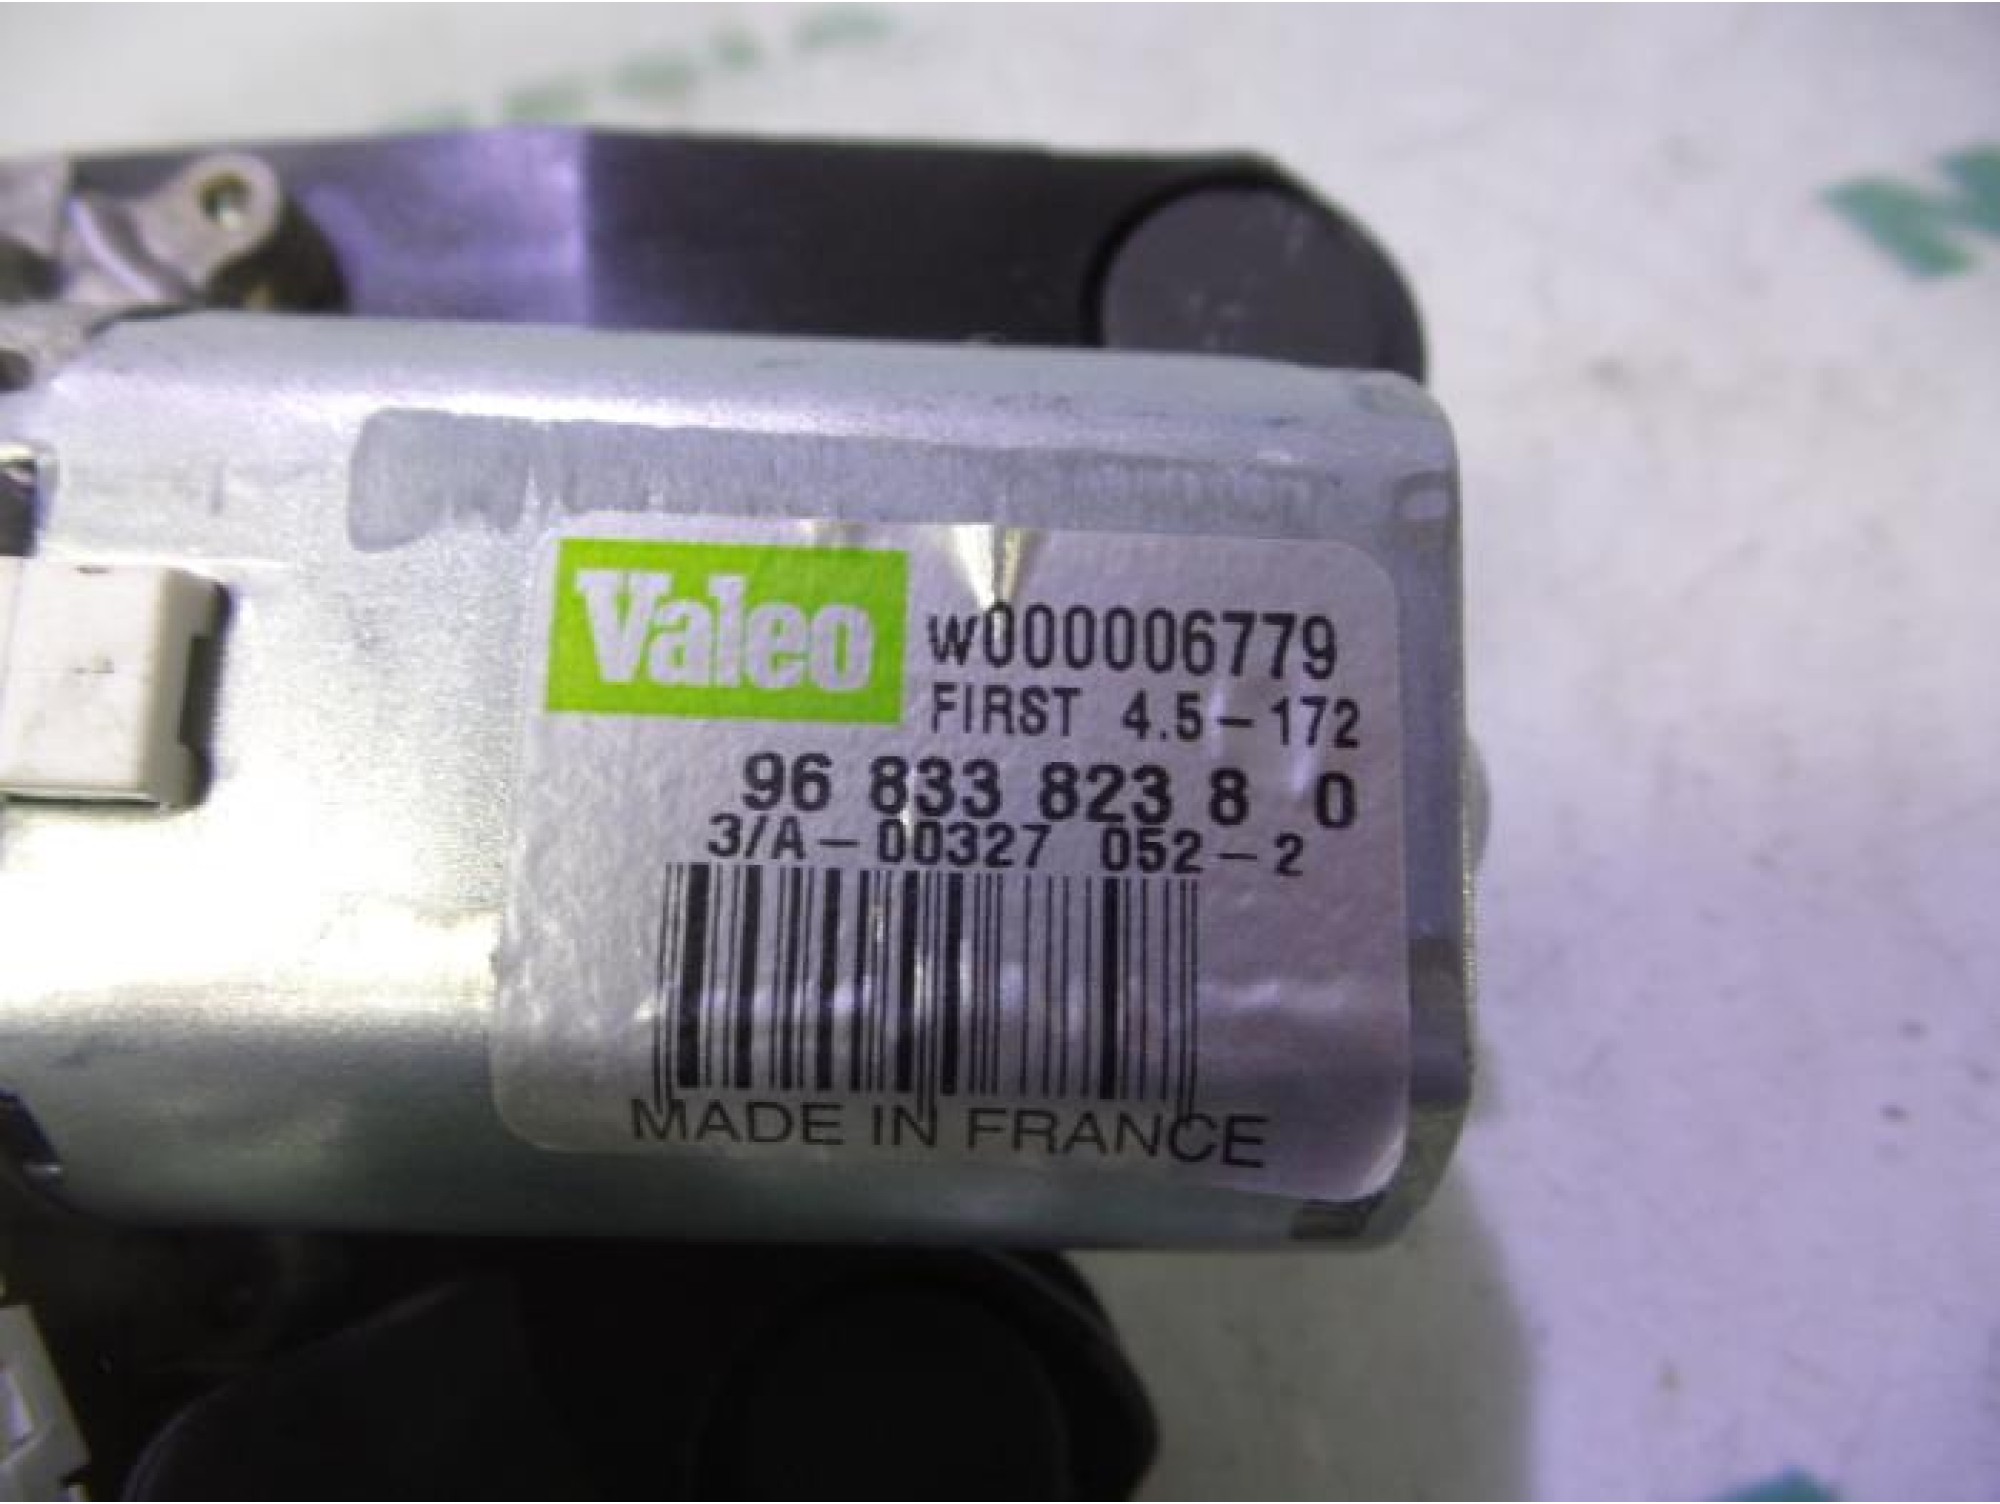 Valeo
W000006779
FIRST 4.5-172
96 833 823 8 0
3/A-00327 052-2
MADE IN FRANCE